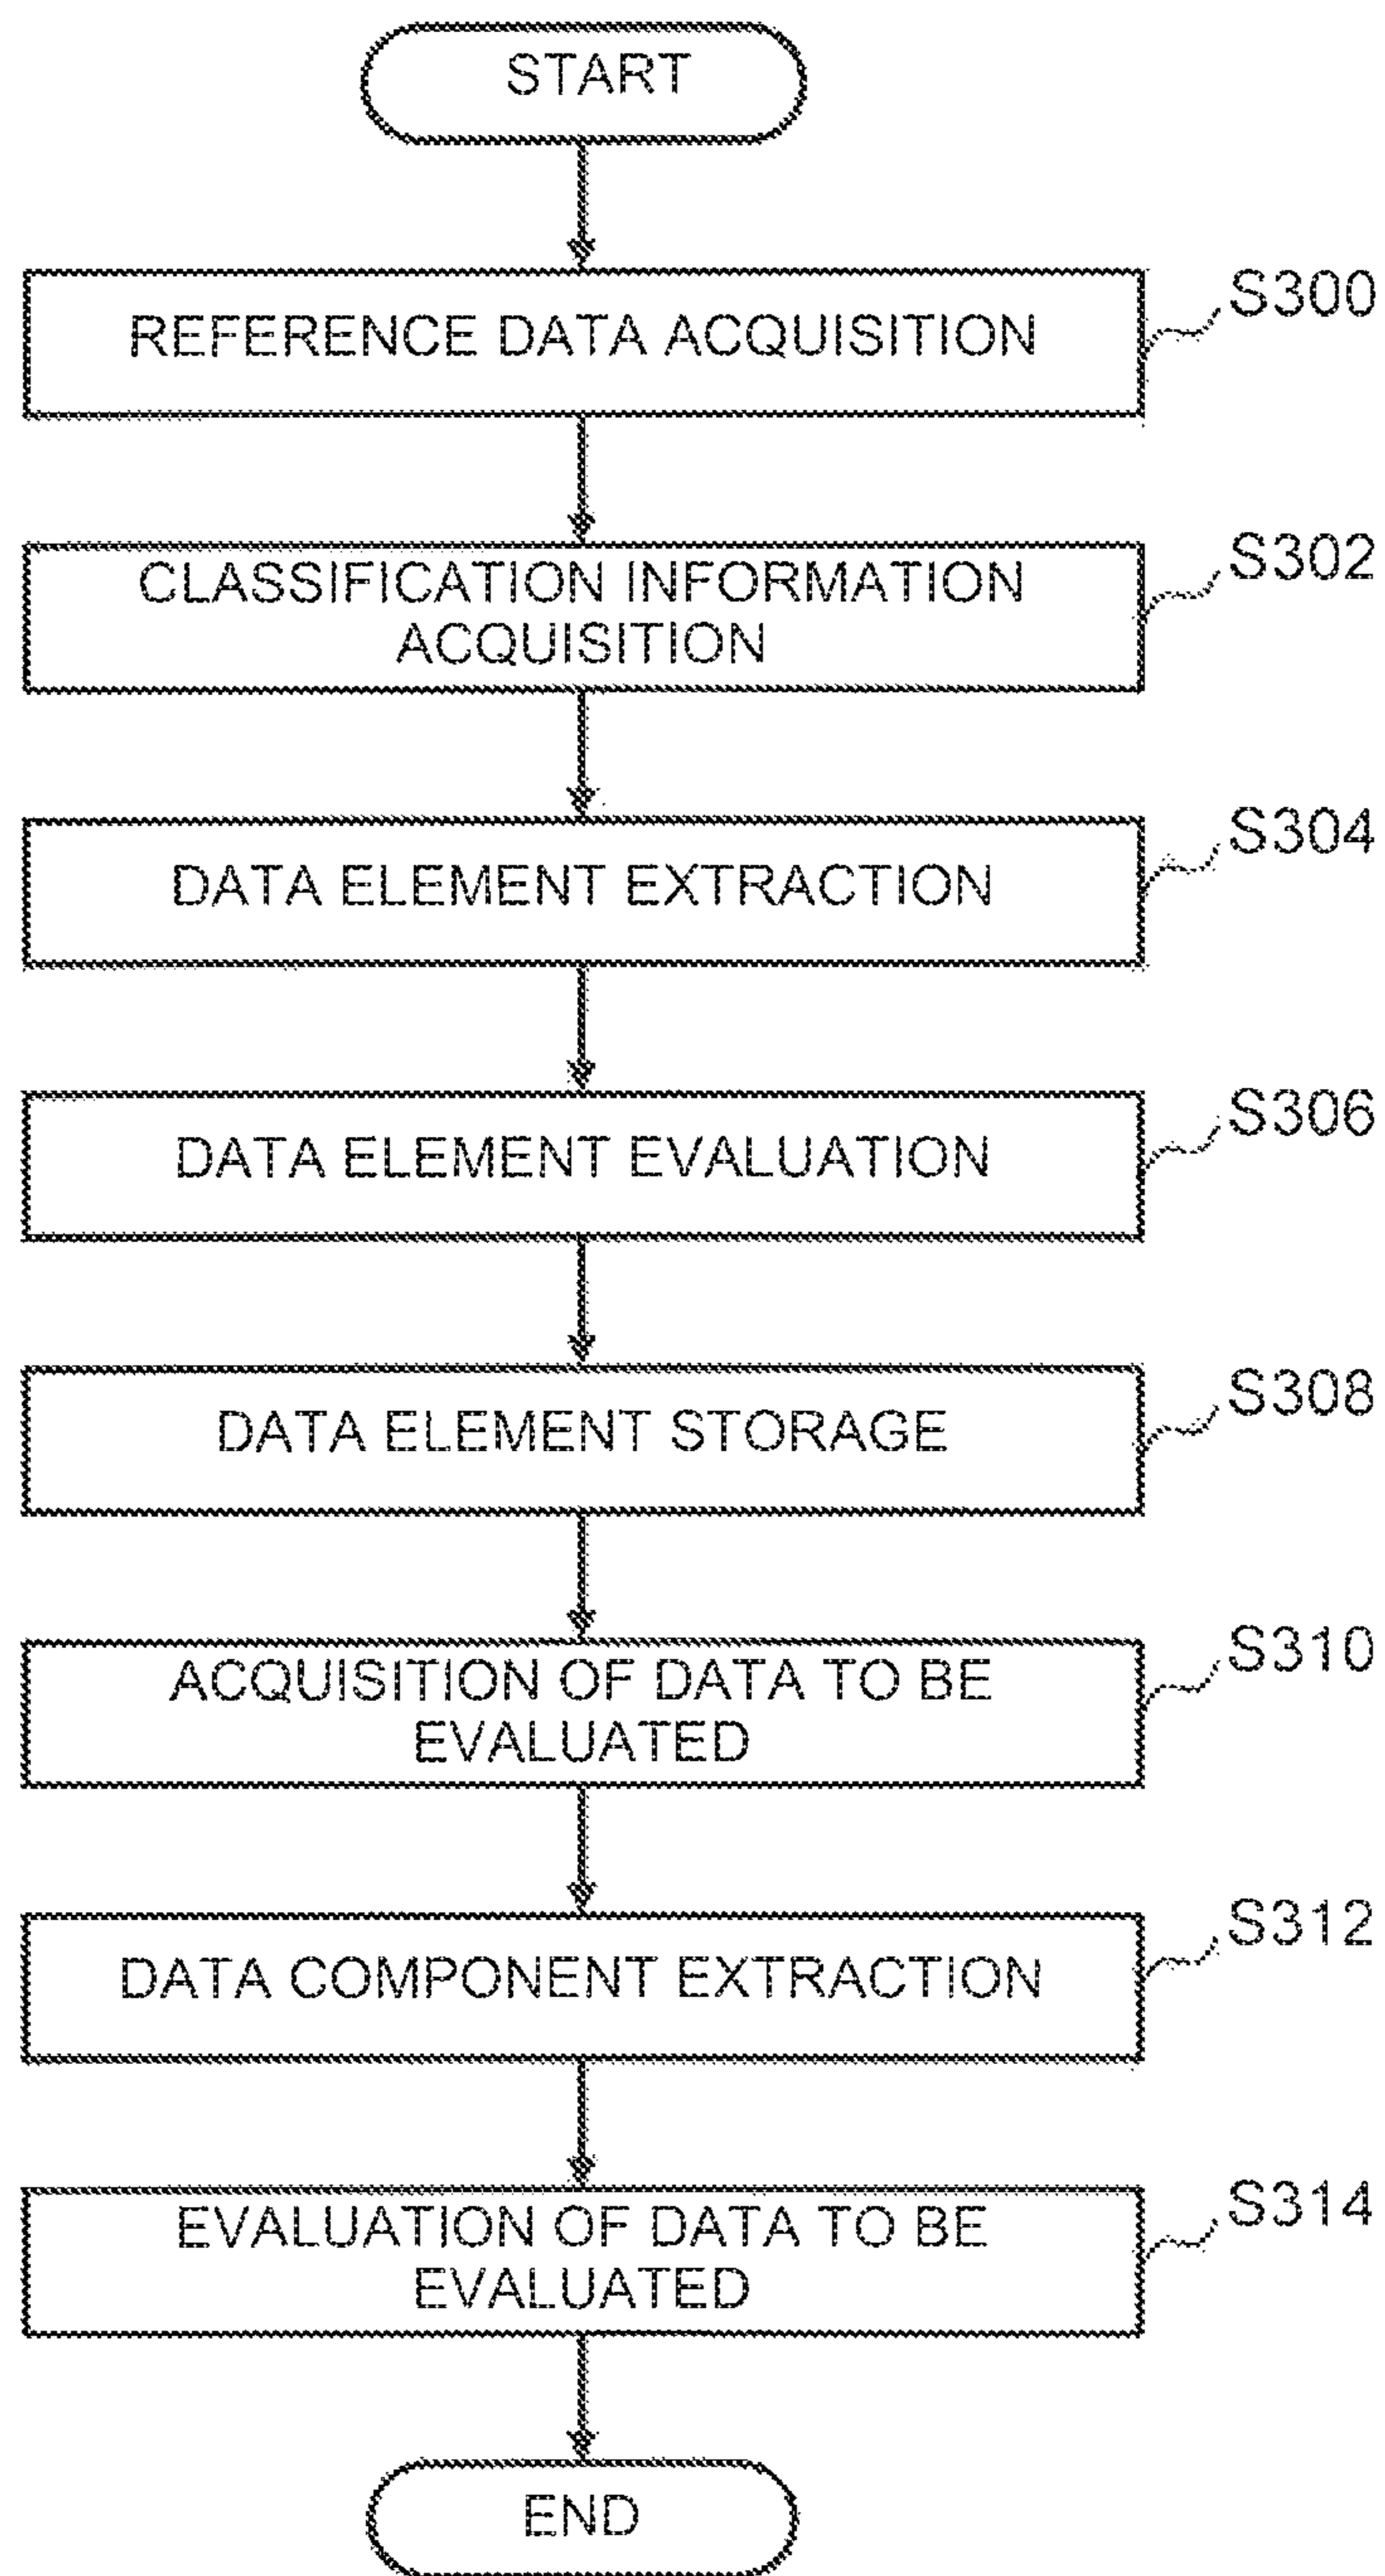 START
REFERENCE DATA ACQUISITION
S300
CLASSIFICATION INFORMATION
ACQUISITION
S302
DATA ELEMENT EXTRACTION
S304
DATA ELEMENT EVALUATION
S306
DATA ELEMENT STORAGE
S308
ACQUISITION OF DATA TO BE
EVALUATED
S310
DATA COMPONENT EXTRACTION
S312
EVALUATION OF DATA TO BE
EVALUATED
S314
END